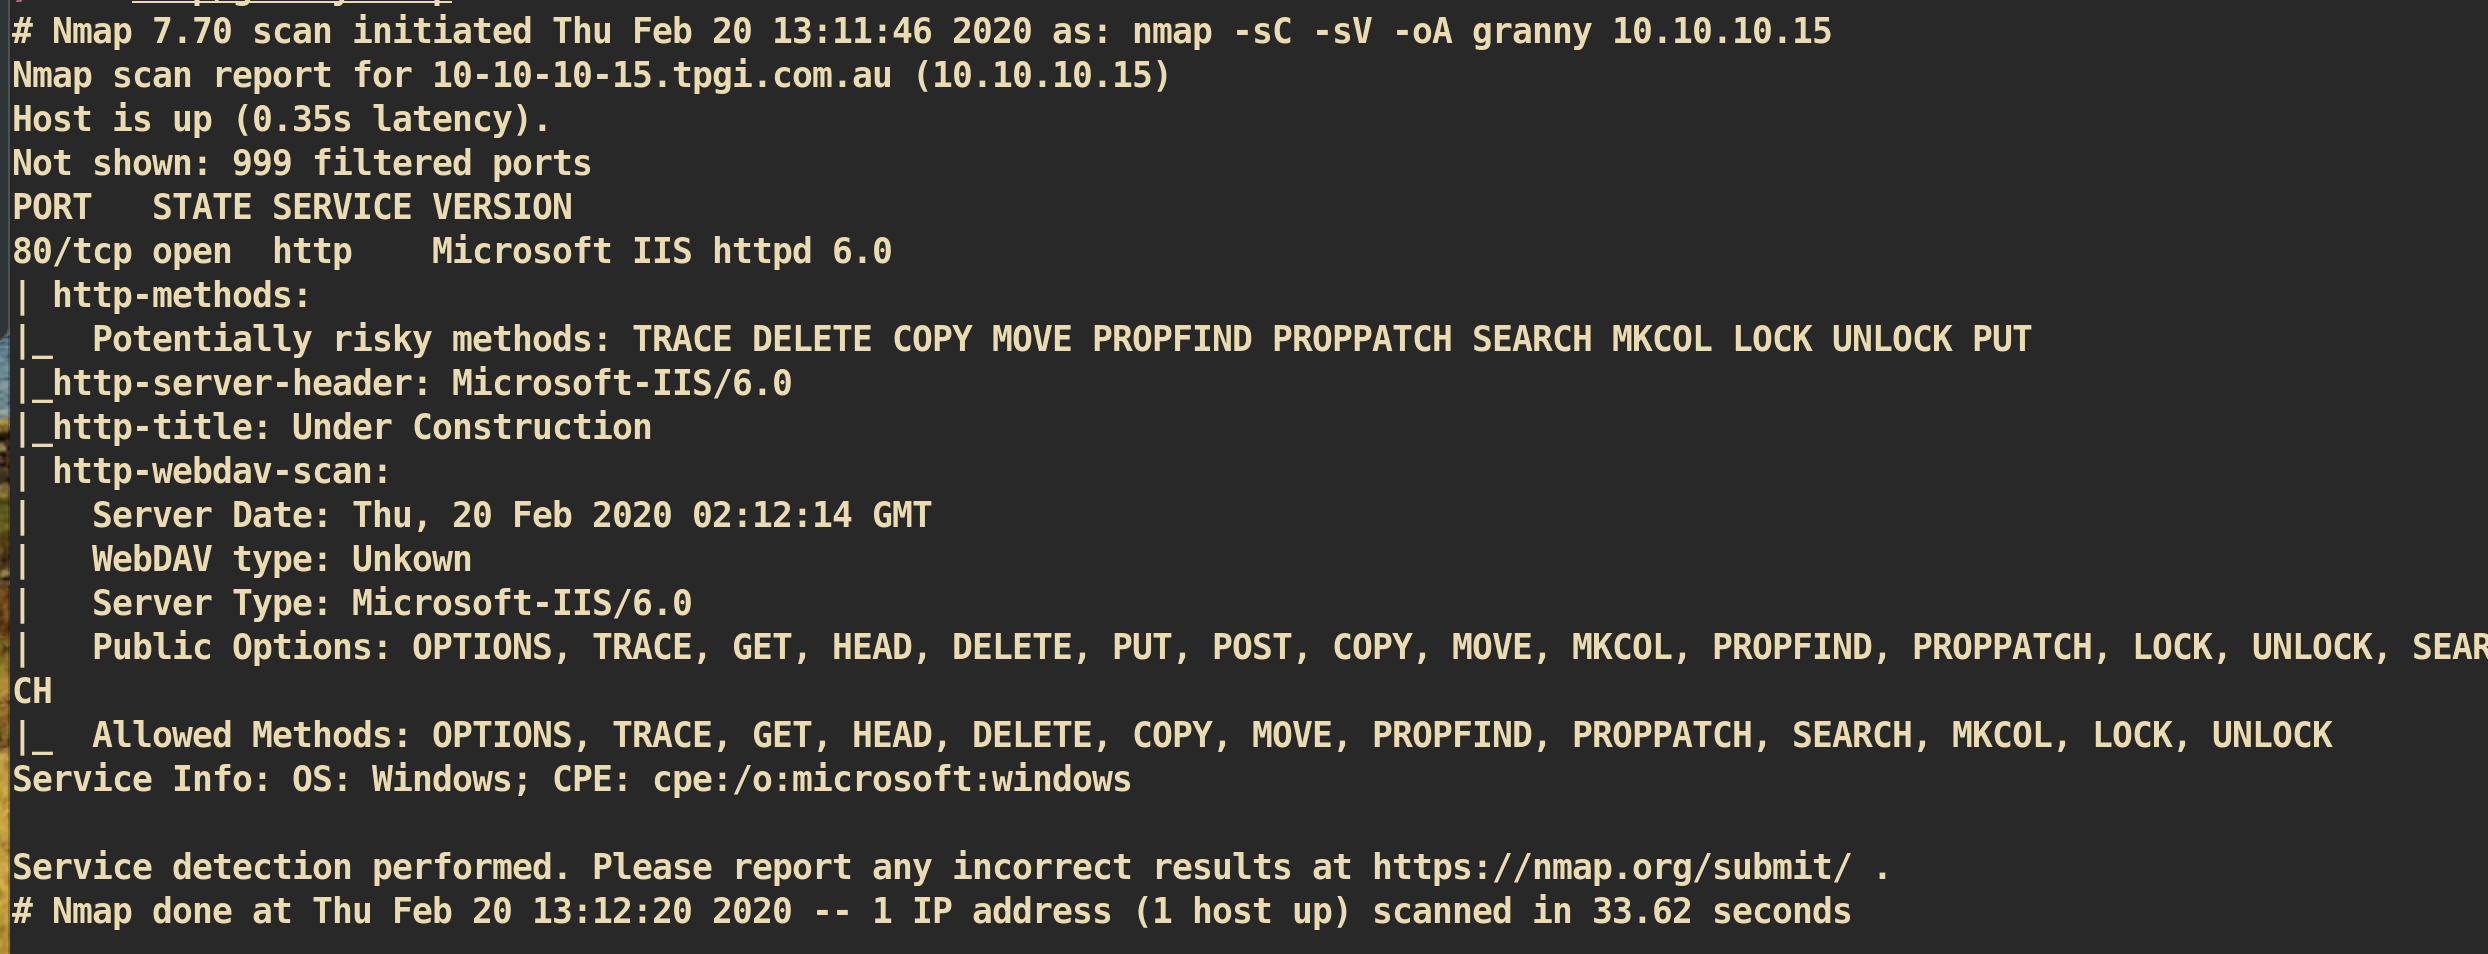 # Nmap 7.70 scan initiated Thu Feb 20 13:11:46 2020 as: nmap -sC -sV -oA granny 10.10.10.15
Nmap scan report for 10-10-10-15.tpgi.com.au (10.10.10.15)
Host is up (0.35s latency).
Not shown: 999 filtered ports
PORT   STATE SERVICE VERSION
80/tcp open  http    Microsoft IIS httpd 6.0
| http-methods:
|_  Potentially risky methods: TRACE DELETE COPY MOVE PROPFIND PROPPATCH SEARCH MKCOL LOCK UNLOCK PUT
|_http-server-header: Microsoft-IIS/6.0
|_http-title: Under Construction
| http-webdav-scan:
|   Server Date: Thu, 20 Feb 2020 02:12:14 GMT
|   WebDAV type: Unkown
|   Server Type: Microsoft-IIS/6.0
|   Public Options: OPTIONS, TRACE, GET, HEAD, DELETE, PUT, POST, COPY, MOVE, MKCOL, PROPFIND, PROPPATCH, LOCK, UNLOCK, SEAR
CH
|_  Allowed Methods: OPTIONS, TRACE, GET, HEAD, DELETE, COPY, MOVE, PROPFIND, PROPPATCH, SEARCH, MKCOL, LOCK, UNLOCK
Service Info: OS: Windows; CPE: cpe:/o:microsoft:windows

Service detection performed. Please report any incorrect results at https://nmap.org/submit/ .
# Nmap done at Thu Feb 20 13:12:20 2020 -- 1 IP address (1 host up) scanned in 33.62 seconds